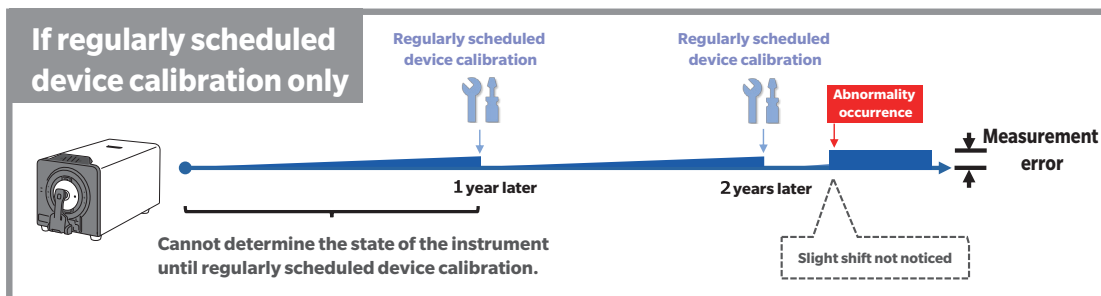 If regularly scheduled
device calibration only
Regularly scheduled
device calibration
Regularly scheduled
device calibration
Abnormality
occurrence
Measurement
error
1 year later
2 years later
Cannot determine the state of the instrument
until regularly scheduled device calibration.
Slight shift not noticed